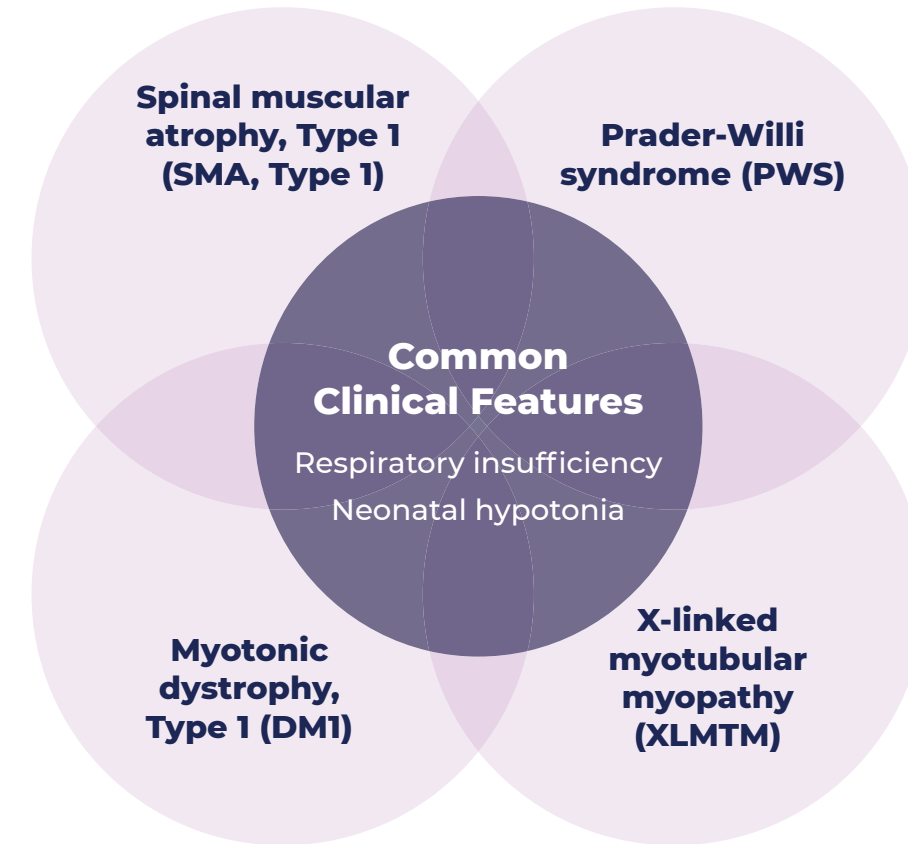 Spinal muscular
atrophy, Type 1
(SMA, Type 1)
Prader-Willi
syndrome (PWS)
Common
Clinical Features
Respiratory insufficiency
Neonatal hypotonia
Myotonic
dystrophy,
Type 1 (DM1)
X-linked
myotubular
myopathy
(XLMTM)